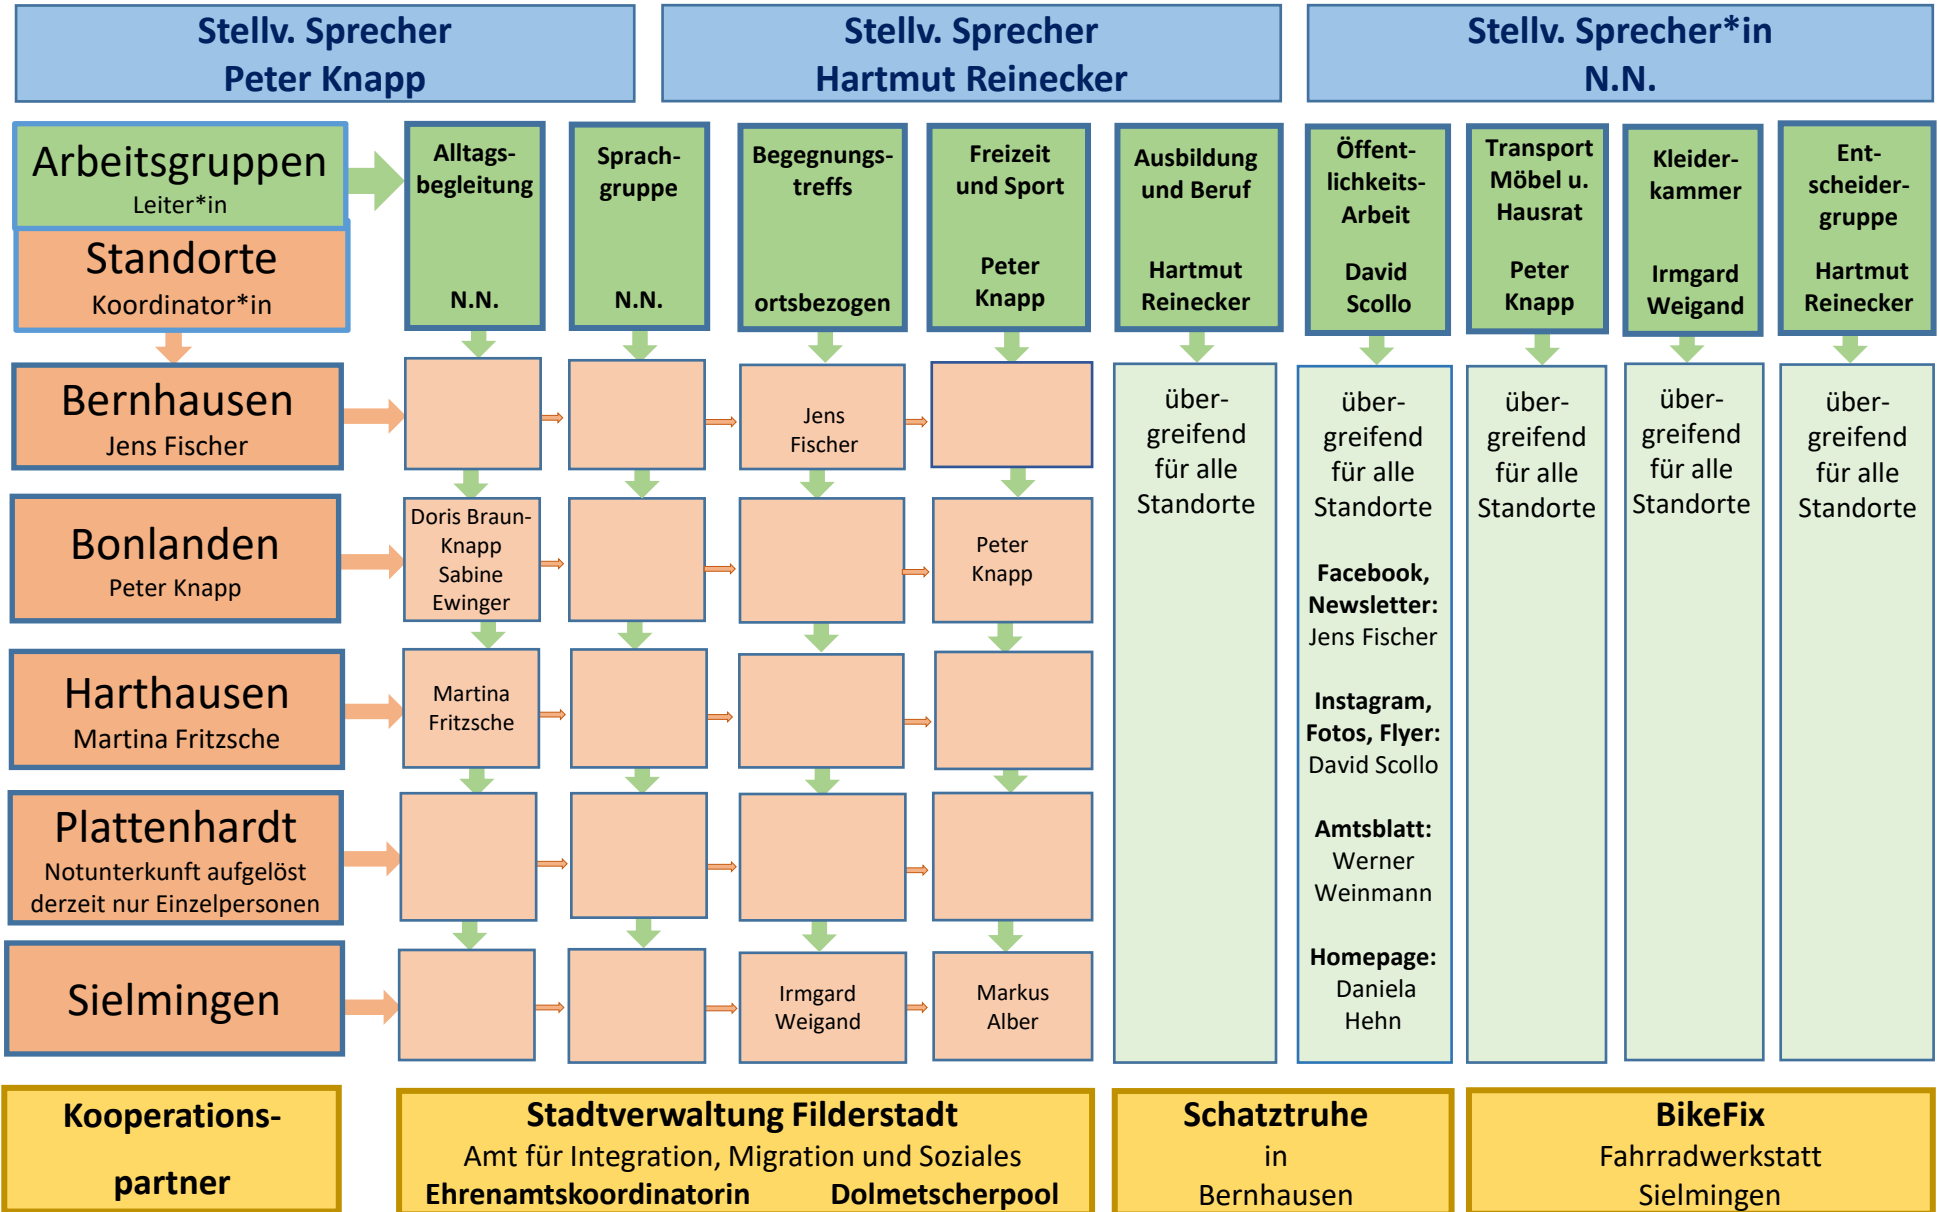 Stellv. Sprecher
Peter Knapp
Stellv. Sprecher
Hartmut Reinecker
Stellv. Sprecher*in
N.N.
Arbeitsgruppen
Leiter*in
Standorte
Koordinator*in
Alltags-
begleitung
N.N.
Sprach-
gruppe
N.N.
Begegnungs-
treffs
ortsbezogen
Freizeit
und Sport
Peter
Knapp
Ausbildung
und Beruf
Hartmut
Reinecker
Öffent-
lichkeits-
Arbeit
David
Scollo
Transport
Möbel u.
Hausrat
Peter
Knapp
Kleider-
kammer
Irmgard
Weigand
Ent-
scheider-
gruppe
Hartmut
Reinecker
Bernhausen
Jens Fischer
Jens
Fischer
Bonlanden
Peter Knapp
Doris Braun-
Knapp
Sabine
Ewinger
Peter
Knapp
Harthausen
Martina Fritzsche
Martina
Fritzsche
Plattenhardt
Notunterkunft aufgelöst
derzeit nur Einzelpersonen
Sielmingen
Irmgard
Weigand
Markus
Alber
über-
greifend
für alle
Standorte
über-
greifend
für alle
Standorte
Facebook,
Newsletter:
Jens Fischer
Instagram,
Fotos, Flyer:
David Scollo
Amtsblatt:
Werner
Weinmann
Homepage:
Daniela
Hehn
über-
greifend
für alle
Standorte
über-
greifend
für alle
Standorte
über-
greifend
für alle
Standorte
Kooperations-
partner
Stadtverwaltung Filderstadt
Amt für Integration, Migration und Soziales
Ehrenamtskoordinatorin Dolmetscherpool
Schatztruhe
in
Bernhausen
BikeFix
Fahrradwerkstatt
Sielmingen